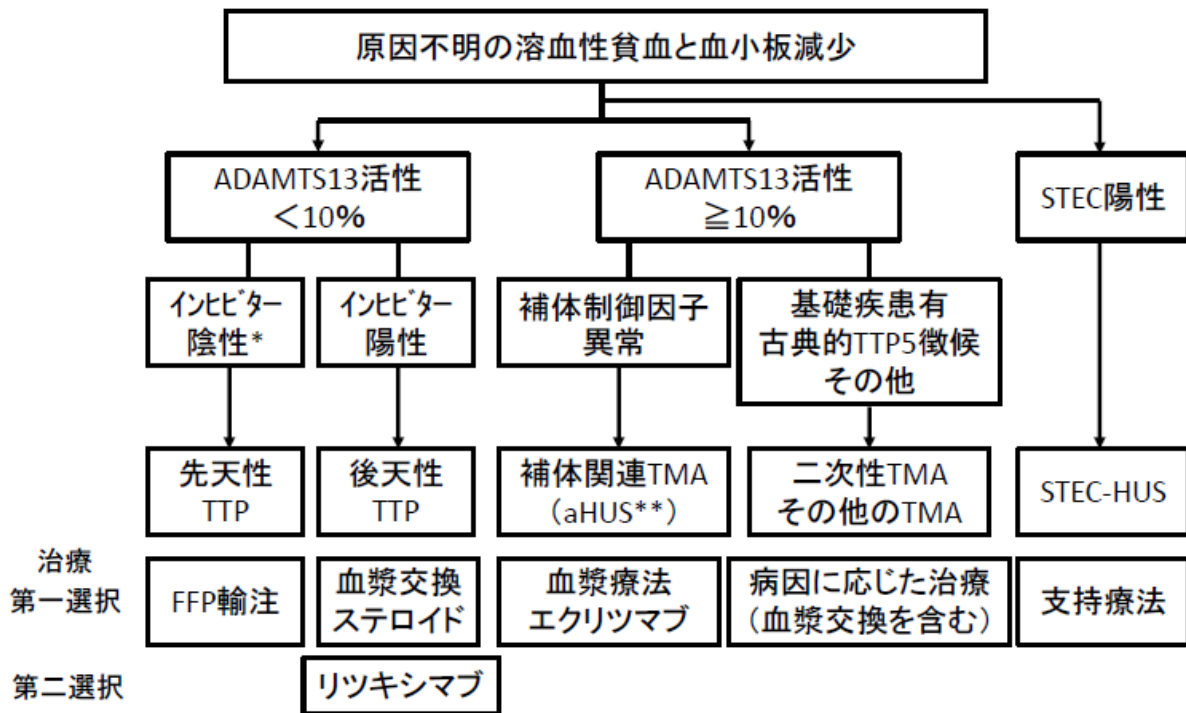 原因不明の溶血性貧血と血小板減少
ADAMTS13活性
＜10%
ADAMTS13活性
≧10%
STEC陽性
ｲﾝﾋﾋﾞﾀｰ
陰性*
ｲﾝﾋﾋﾞﾀｰ
陽性
補体制御因子
異常
基礎疾患有
古典的TTP5徴候
その他
先天性
TTP
後天性
TTP
補体関連TMA
（aHUS**）
二次性TMA
その他のTMA
STEC-HUS
治療
第一選択
FFP輸注
血漿交換
ステロイド
血漿療法
エクリツマブ
病因に応じた治療
（血漿交換を含む）
支持療法
第二選択
リツキシマブ